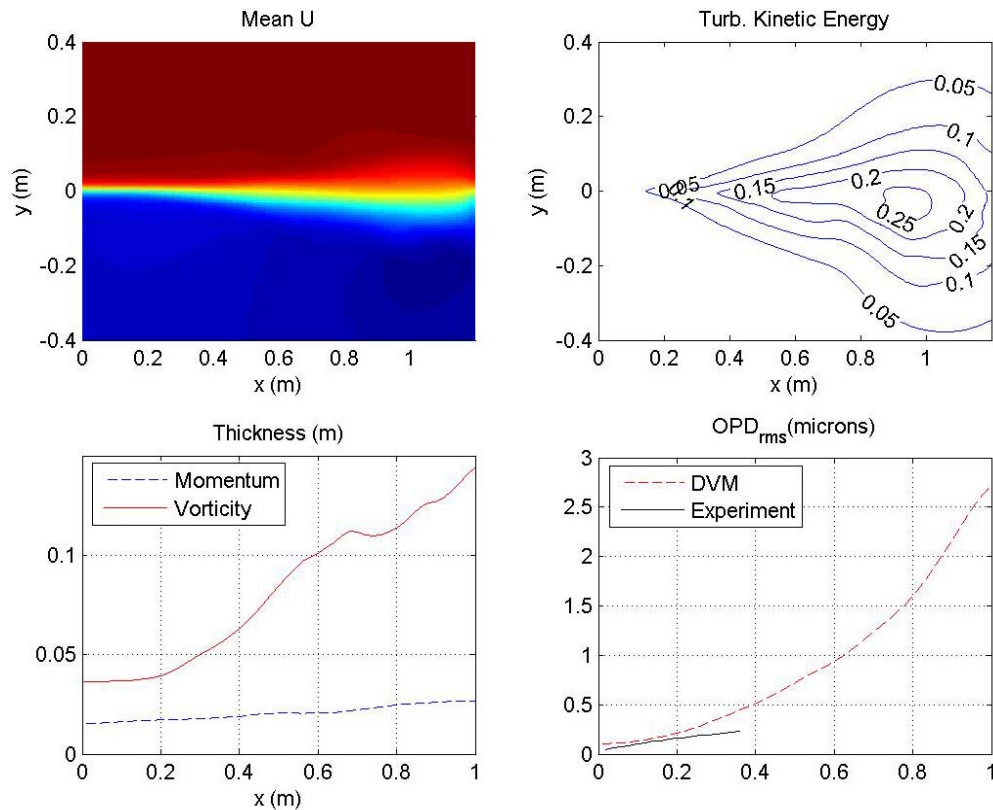 Mean U
0.4
0.2
0
-0.2
-0.4
y (m)
0 0.2 0.4 0.6 0.8 1
x (m)
Turb. Kinetic Energy
0.4
0.2
0
-0.2
-0.4
y (m)
0.05
0.1
0.05
0.1
0.15
0.2
0.25
0.2
0.15
0.1
0.05
0 0.2 0.4 0.6 0.8 1
x (m)
Thickness (m)
Momentum
Vorticity
0.1
0.05
0
0 0.2 0.4 0.6 0.8 1
x (m)
OPDrms(microns)
DVM
Experiment
3
2.5
2
1.5
1
0.5
0
0 0.2 0.4 0.6 0.8 1
x (m)